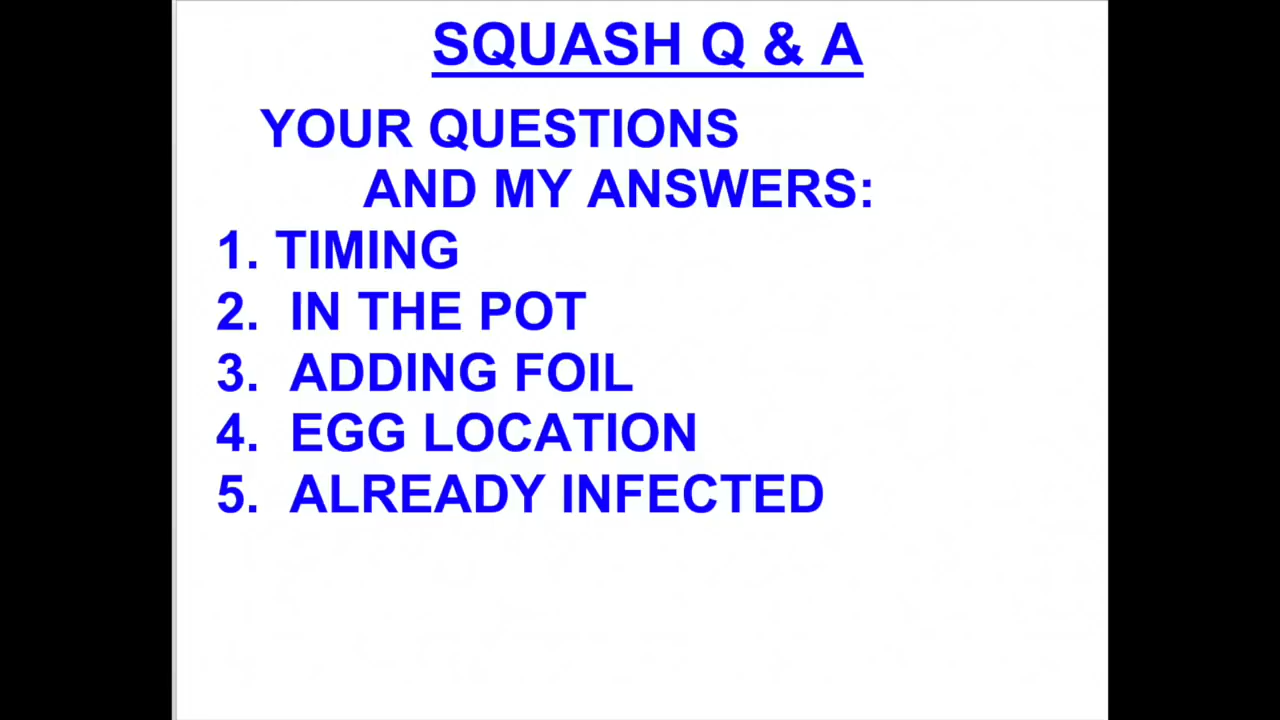 SQUASH Q & A
YOUR QUESTIONS
AND MY ANSWERS:
1. TIMING
2. IN THE POT
3. ADDING FOIL
4. EGG LOCATION
5. ALREADY INFECTED